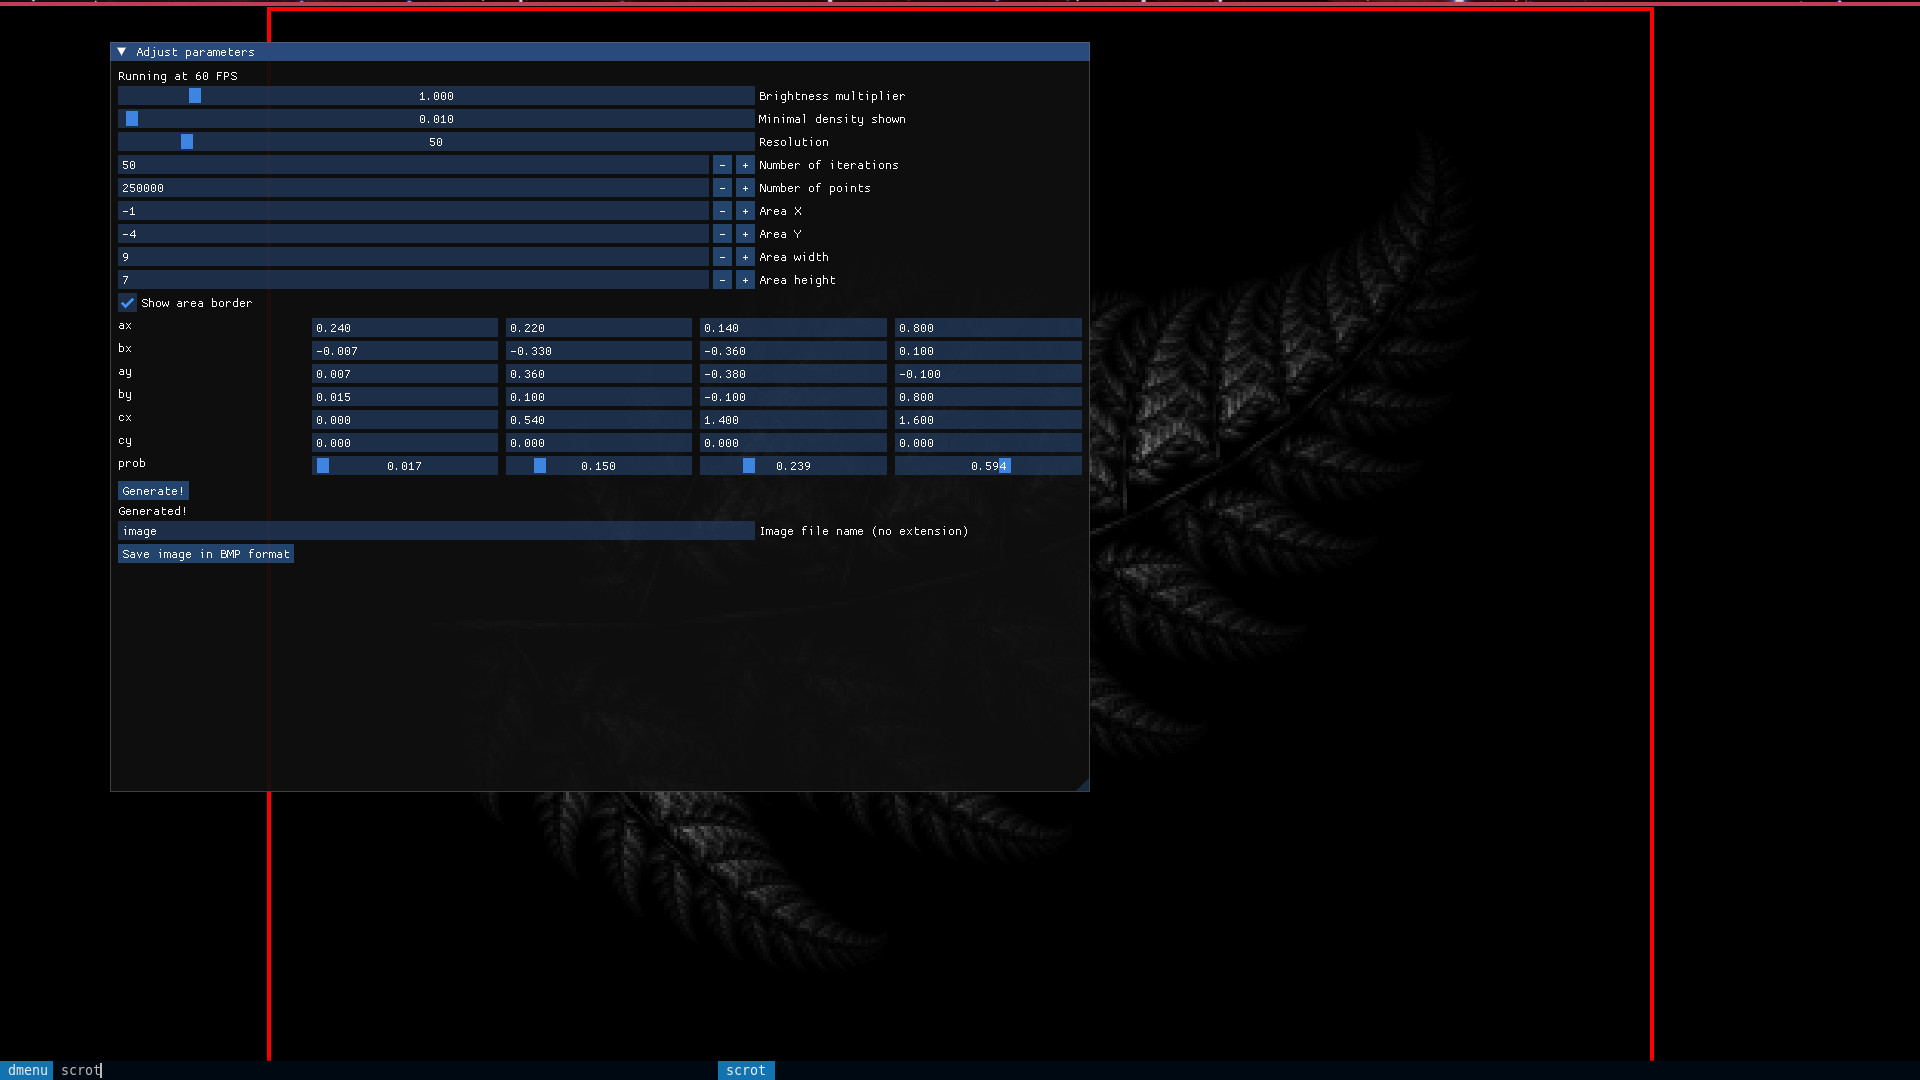 Adjust parameters
Running at 60 FPS
1.000 Brightness multiplier
0.010 Minimal density shown
50 Resolution
50 - + Number of iterations
250000 - + Number of points
-1 - + Area X
-4 - + Area Y
9 - + Area width
7 - + Area height
Show area border
ax 0.240 0.220 0.140 0.800
bx -0.007 -0.330 -0.360 0.100
ay 0.007 0.360 -0.380 -0.100
by 0.015 0.100 -0.100 0.800
cx 0.000 0.540 1.400 1.600
cy 0.000 0.000 0.000 0.000
prob 0.017 0.150 0.239 0.594
Generate!
Generated!
image Image file name (no extension)
Save image in BMP format
dmenu scrot scrot